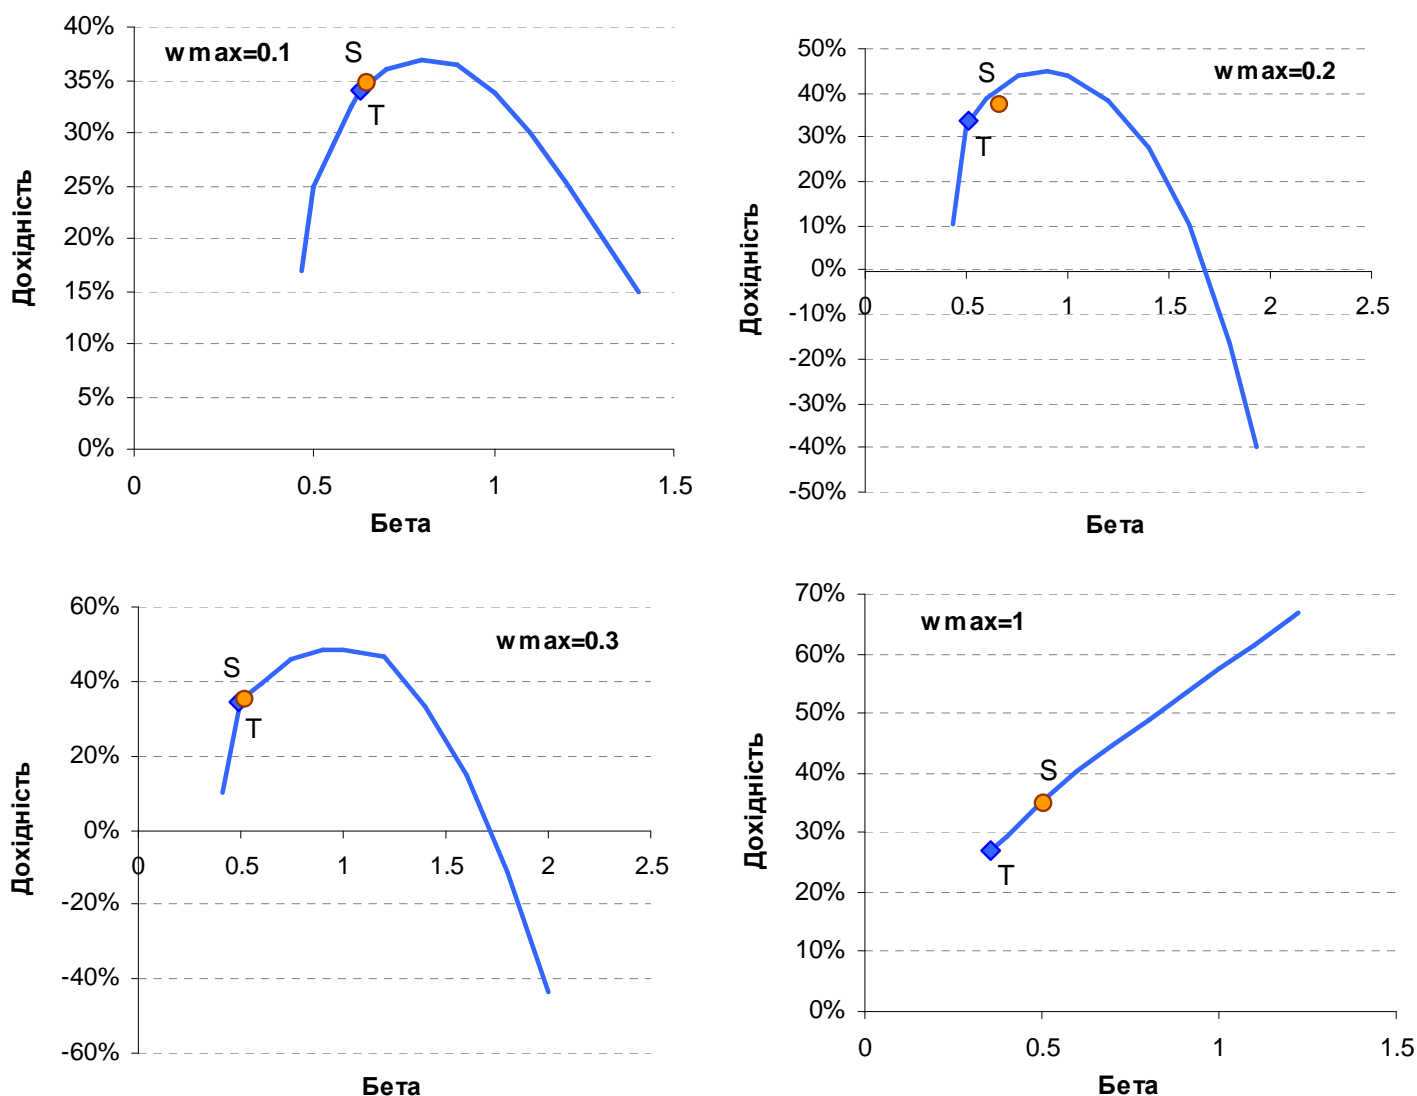 40%
35%
30%
25%
20%
15%
10%
5%
0%
0
0.5
1
1.5
wmax=0.1
S
T
Дохідність
Бета
50%
40%
30%
20%
10%
0%
-10%
-20%
-30%
-40%
-50%
0
0.5
1
1.5
2
2.5
wmax=0.2
S
T
Дохідність
Бета
60%
40%
20%
0%
-20%
-40%
-60%
0
0.5
1
1.5
2
2.5
wmax=0.3
S
T
Дохідність
Бета
70%
60%
50%
40%
30%
20%
10%
0%
0
0.5
1
1.5
wmax=1
S
T
Дохідність
Бета